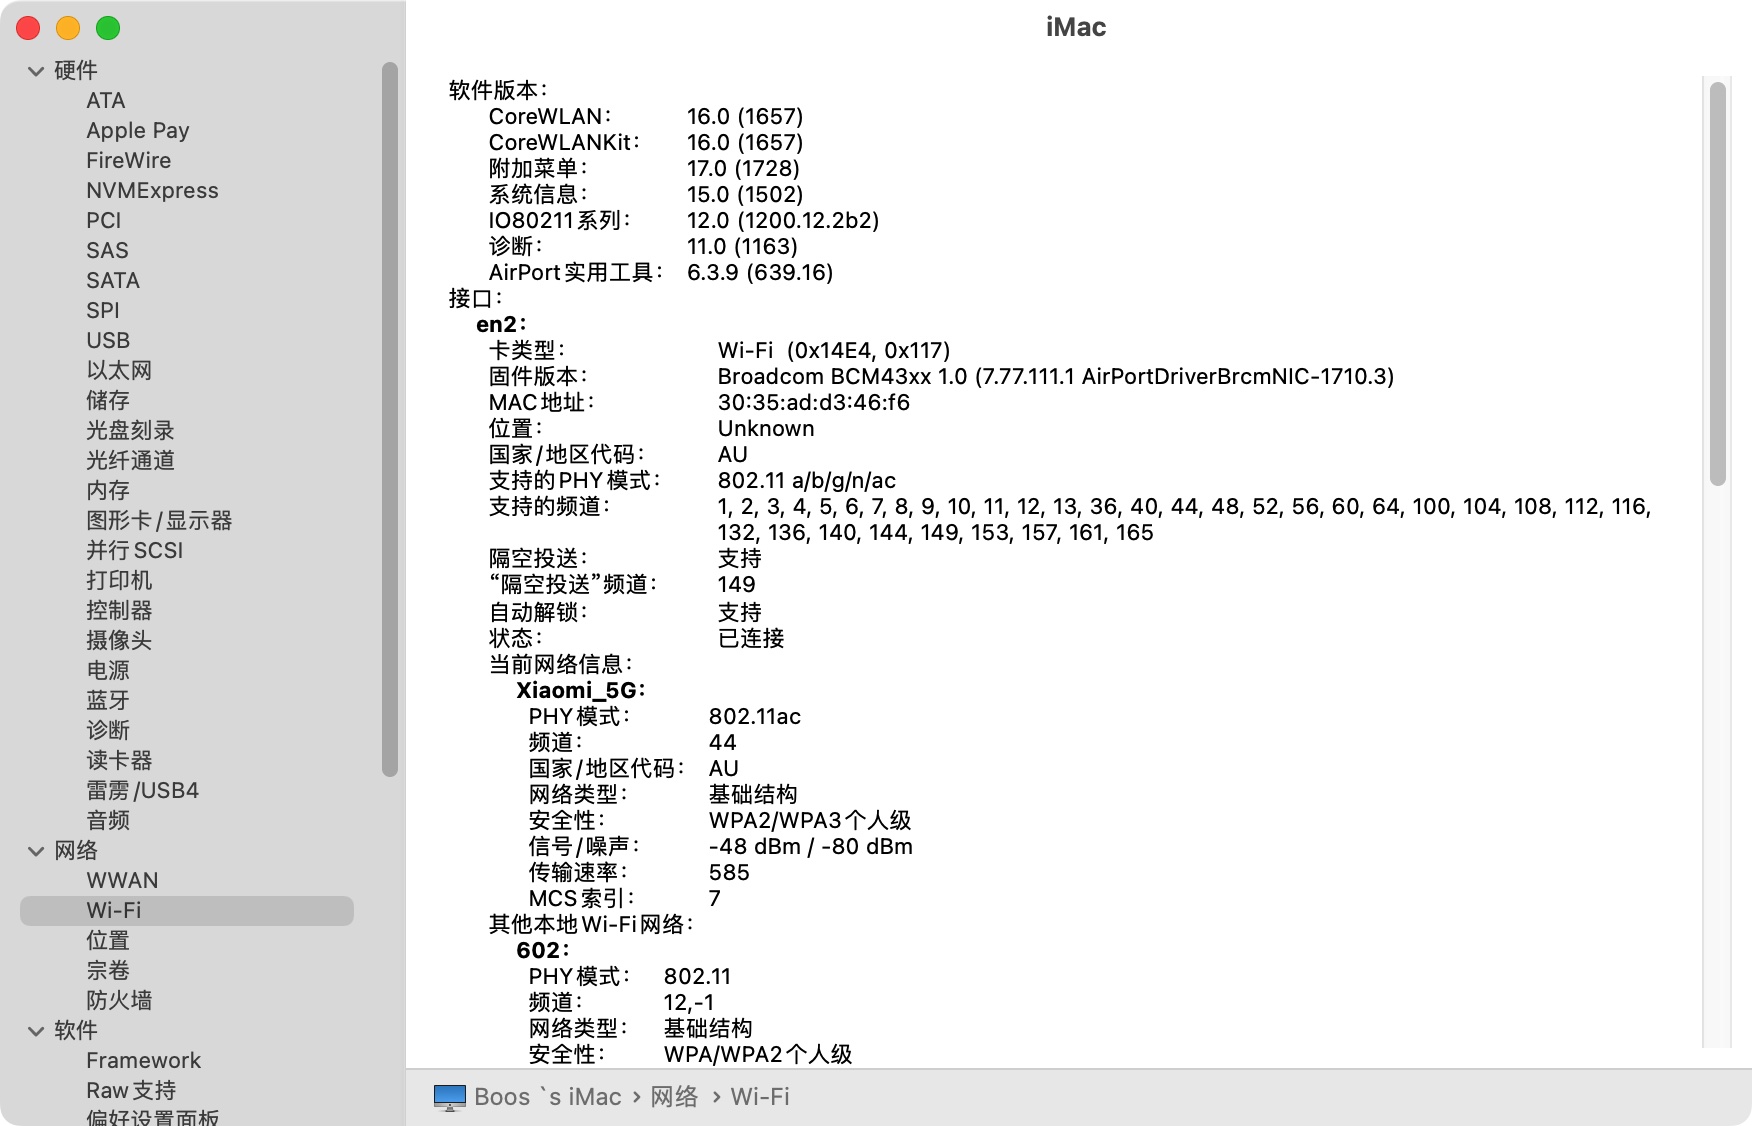 iMac
硬件
ATA
Apple Pay
FireWire
NVMExpress
PCI
SAS
SATA
SPI
USB
以太网
储存
光盘刻录
光纤通道
内存
图形卡/显示器
并行SCSI
打印机
控制器
摄像头
电源
蓝牙
诊断
读卡器
雷雳/USB4
音频
网络
WWAN
Wi-Fi
位置
宗卷
防火墙
软件
Framework
Raw支持
偏好设置面板
软件版本：
CoreWLAN： 16.0 (1657)
CoreWLANKit： 16.0 (1657)
附加菜单： 17.0 (1728)
系统信息： 15.0 (1502)
IO80211系列： 12.0 (1200.12.2b2)
诊断： 11.0 (1163)
AirPort实用工具： 6.3.9 (639.16)
接口：
en2：
卡类型： Wi-Fi  (0x14E4, 0x117)
固件版本： Broadcom BCM43xx 1.0 (7.77.111.1 AirPortDriverBrcmNIC-1710.3)
MAC地址： 30:35:ad:d3:46:f6
位置： Unknown
国家/地区代码： AU
支持的PHY模式： 802.11 a/b/g/n/ac
支持的频道： 1, 2, 3, 4, 5, 6, 7, 8, 9, 10, 11, 12, 13, 36, 40, 44, 48, 52, 56, 60, 64, 100, 104, 108, 112, 116,
132, 136, 140, 144, 149, 153, 157, 161, 165
隔空投送： 支持
“隔空投送”频道： 149
自动解锁： 支持
状态： 已连接
当前网络信息：
Xiaomi_5G：
PHY模式： 802.11ac
频道： 44
国家/地区代码： AU
网络类型： 基础结构
安全性： WPA2/WPA3个人级
信号/噪声： -48 dBm / -80 dBm
传输速率： 585
MCS索引： 7
其他本地Wi-Fi网络：
602：
PHY模式： 802.11
频道： 12,-1
网络类型： 基础结构
安全性： WPA/WPA2个人级
Boos `s iMac › 网络 › Wi-Fi